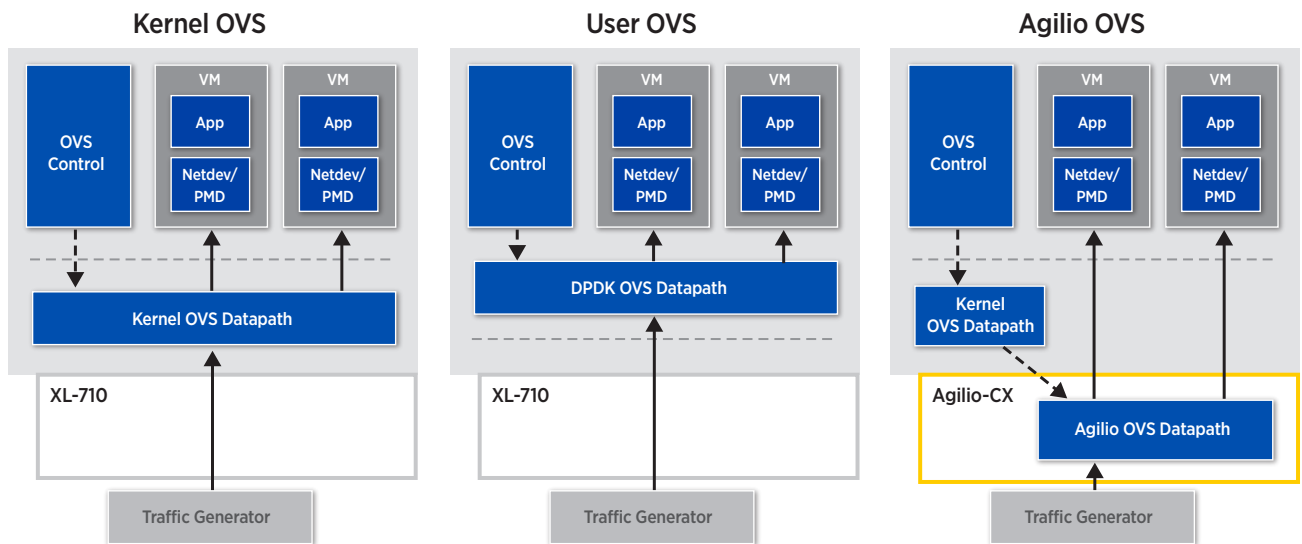 Kernel OVS
OVS
Control
VM
App
Netdev/
PMD
VM
App
Netdev/
PMD
Kernel OVS Datapath
XL-710
Traffic Generator
User OVS
OVS
Control
VM
App
Netdev/
PMD
VM
App
Netdev/
PMD
DPDK OVS Datapath
XL-710
Traffic Generator
Agilio OVS
OVS
Control
VM
App
Netdev/
PMD
VM
App
Netdev/
PMD
Kernel
OVS Datapath
Agilio-CX
Agilio OVS Datapath
Traffic Generator